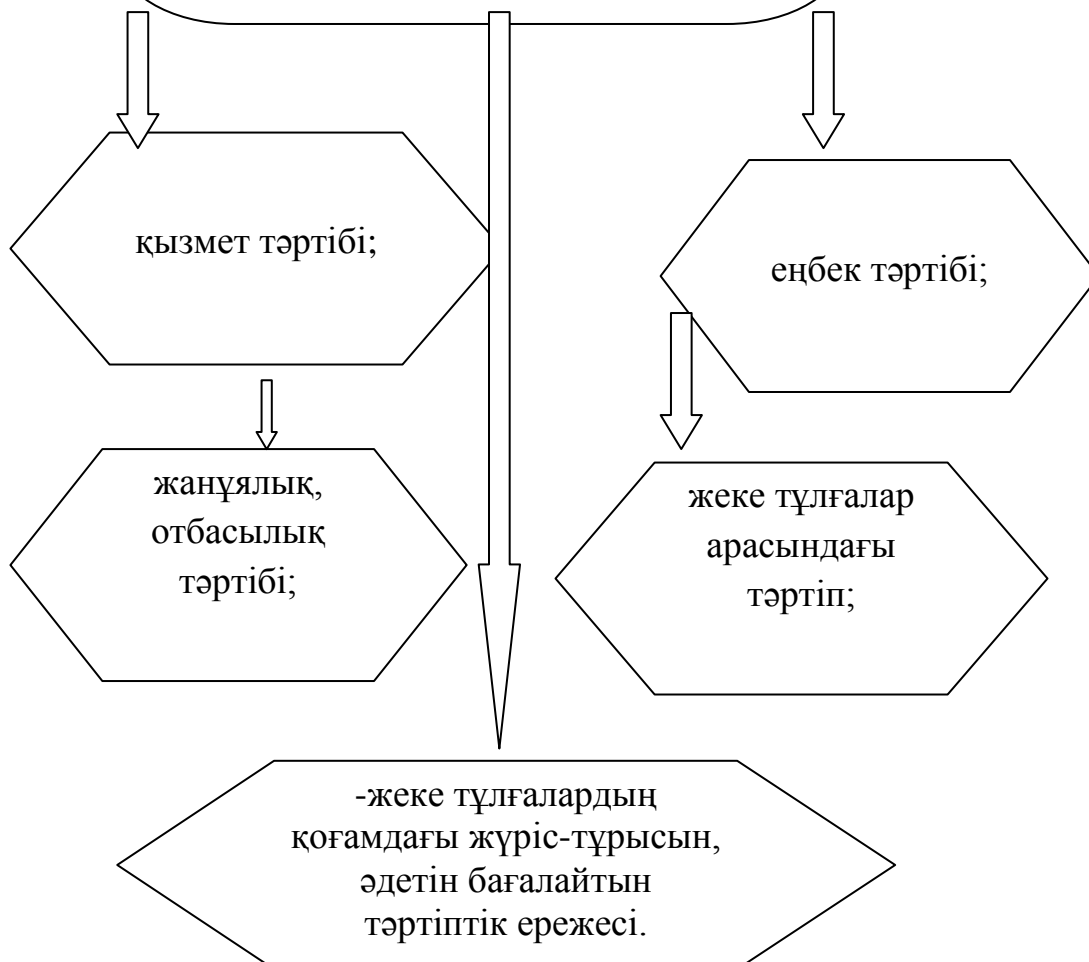 қызмет тәртібі;
еңбек тәртібі;
жанұялық,
отбасылық
тәртібі;
жеке тұлғалар
арасындағы
тәртіп;
-жеке тұлғалардың
қоғамдағы жүріс-тұрысын,
әдетін бағалайтын
тәртіптік ережесі.